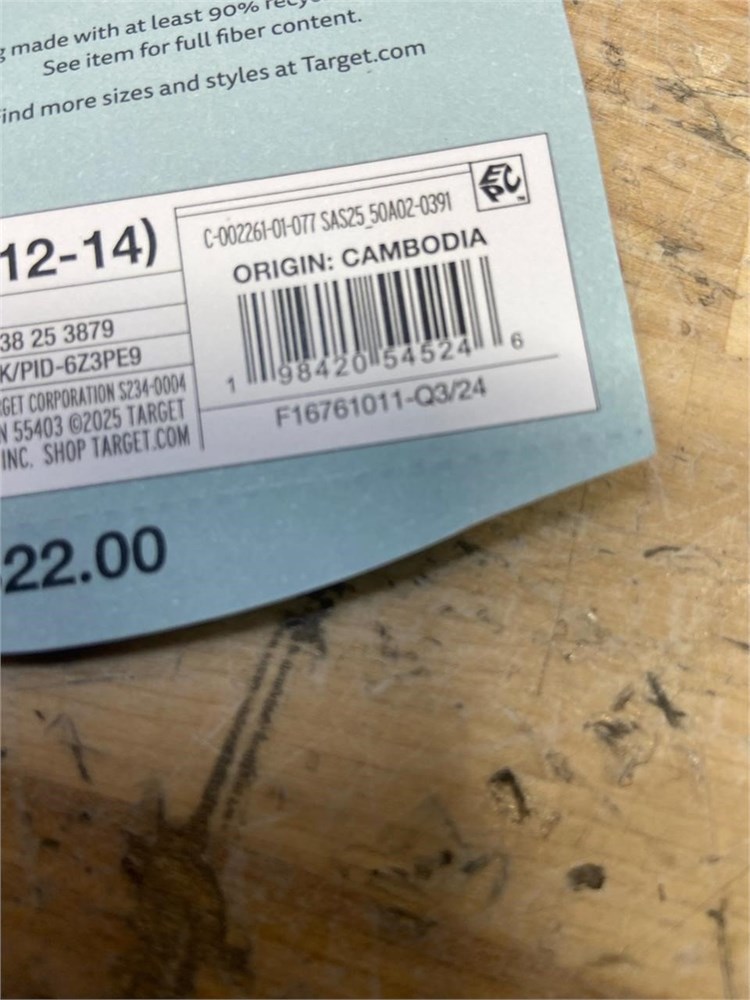 made with at least 90%
See item for full fiber content.
find more sizes and styles at Target.com
EPC
C-002261-01-077 SAS25_50A02-0391
12-14)
ORIGIN: CAMBODIA
38 25 3879
K/PID-6Z3PE9
1 98420 54524 6
GET CORPORATION S234-0004
N 55403 ©2025 TARGET
INC. SHOP TARGET.COM
F16761011-Q3/24
22.00